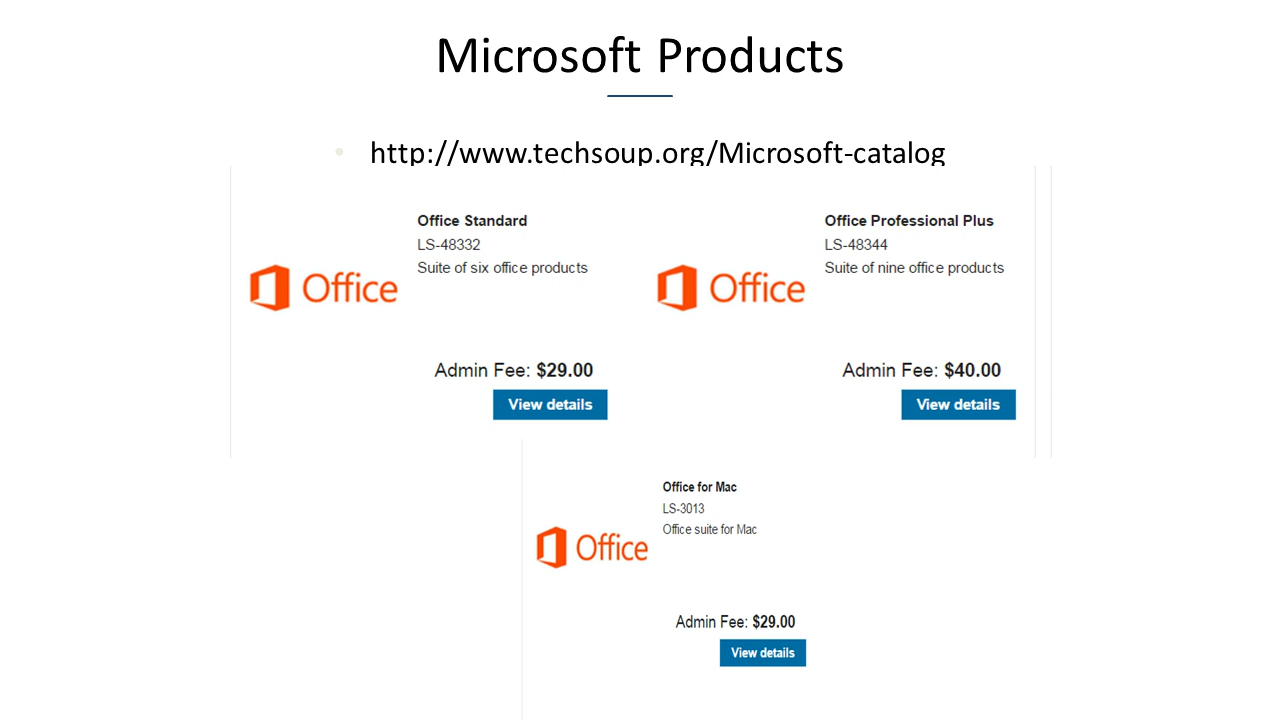 Microsoft Products
• http://www.techsoup.org/Microsoft-catalog
Office Standard
LS-48332
Suite of six office products
Office
Admin Fee: $29.00
View details
Office Professional Plus
LS-48344
Suite of nine office products
Office
Admin Fee: $40.00
View details
Office for Mac
LS-3013
Office suite for Mac
Office
Admin Fee: $29.00
View details